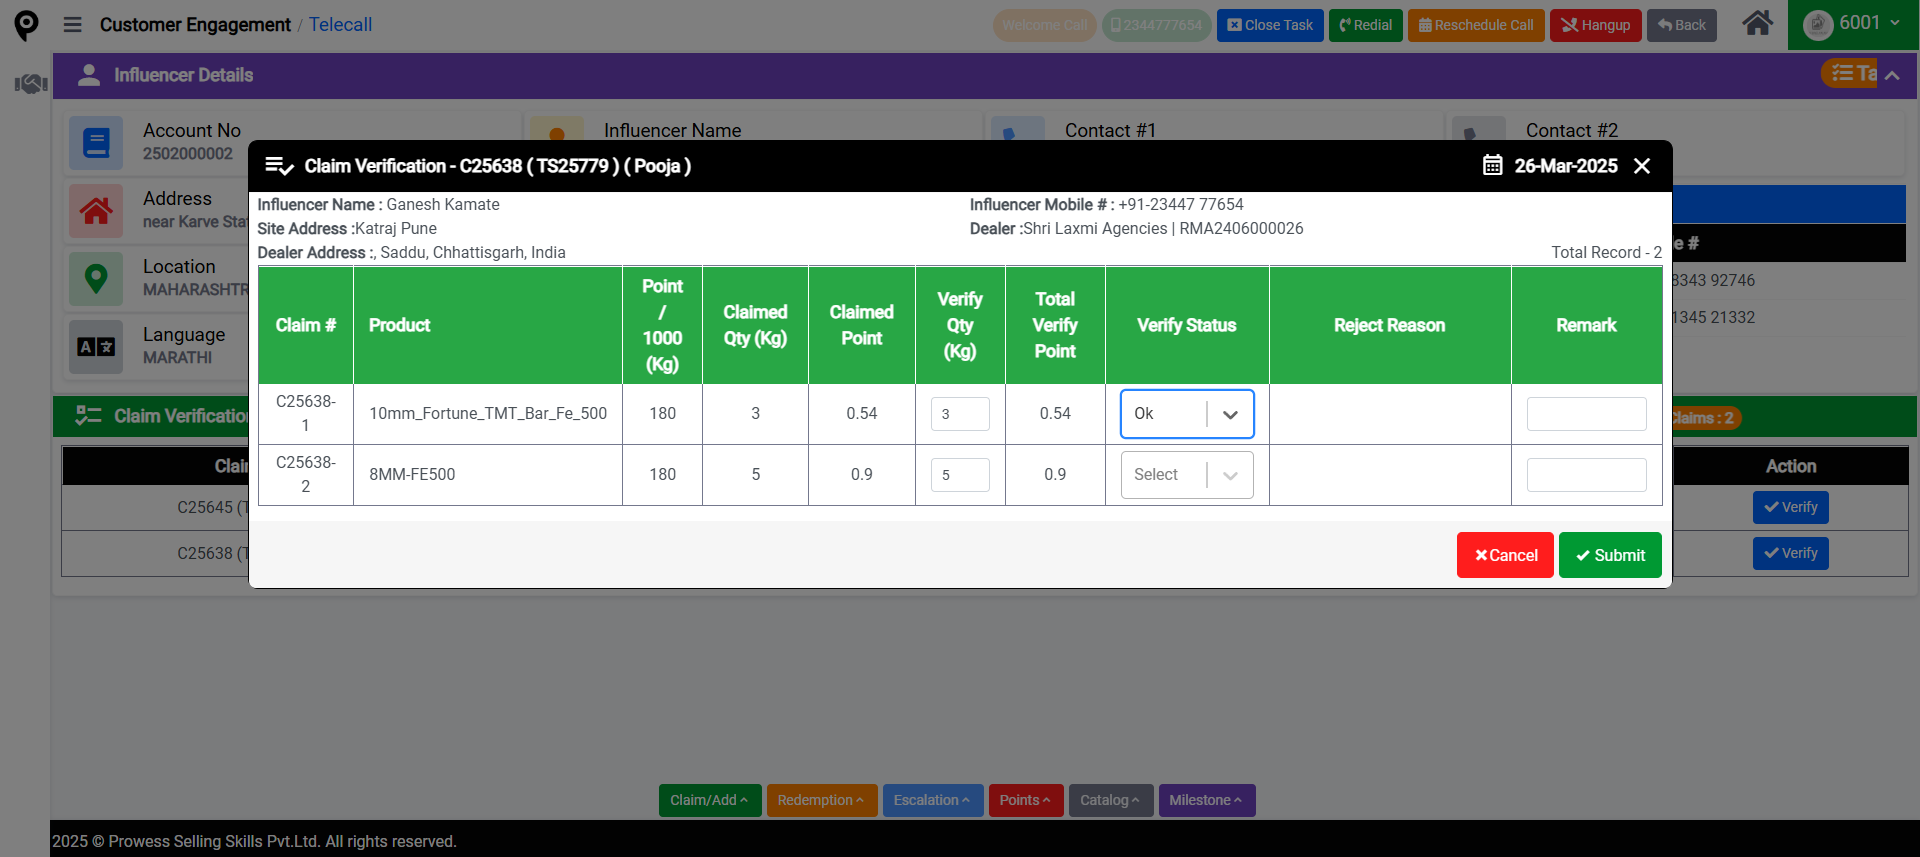 Customer Engagement / Telecall
Welcome Call
2344777654
Close Task
Redial
Reschedule Call
Hangup
Back
6001
Influencer Details
Ta
Account No
2502000002
Influencer Name
Contact #1
Contact #2
Address
near Karve Sta
Location
MAHARASHTR
Language
MARATHI
e #
3343 92746
1345 21332
Claim Verification - C25638 ( TS25779 ) ( Pooja )
26-Mar-2025
Influencer Name : Ganesh Kamate
Influencer Mobile # : +91-23447 77654
Site Address :Katraj Pune
Dealer :Shri Laxmi Agencies | RMA2406000026
Dealer Address :, Saddu, Chhattisgarh, India
Total Record - 2
Claim #
Product
Point
/
1000
(Kg)
Claimed
Qty (Kg)
Claimed
Point
Verify
Qty
(Kg)
Total
Verify
Point
Verify Status
Reject Reason
Remark
C25638-
1
10mm_Fortune_TMT_Bar_Fe_500
180
3
0.54
3
0.54
Ok
C25638-
2
8MM-FE500
180
5
0.9
5
0.9
Select
Cancel
Submit
Claim Verification
Claims : 2
Clai
Action
C25645 (T
Verify
C25638 (T
Verify
Claim/Add
Redemption
Escalation
Points
Catalog
Milestone
2025 © Prowess Selling Skills Pvt.Ltd. All rights reserved.